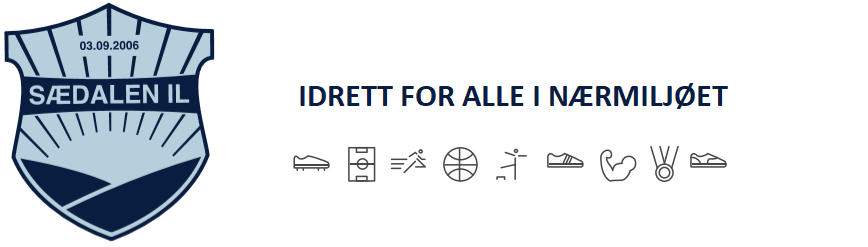 03.09.2006
SÆDALEN IL
IDRETT FOR ALLE I NÆRMILJØET